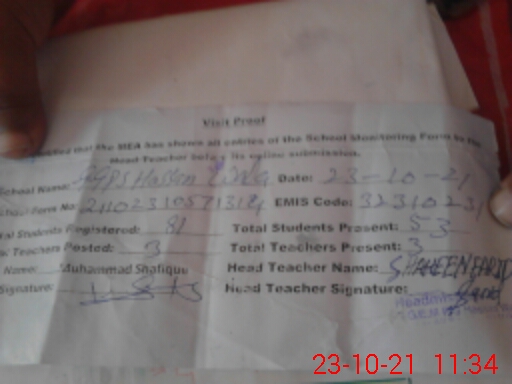 Visit Proof
that the MEA has shown all entries of the School Monitoring Form to the
Head Teacher before its online submission.
School Name: Date: 23-10-21
Form No: EMIS Code: 32310231
Students Registered: 81 Total Students Present: 53
Teachers Posted: 3 Total Teachers Present: 3
Name: Muhammad Shafique Head Teacher Name: SHAHEEN FARID
Signature: Head Teacher Signature:
23-10-21 11:34